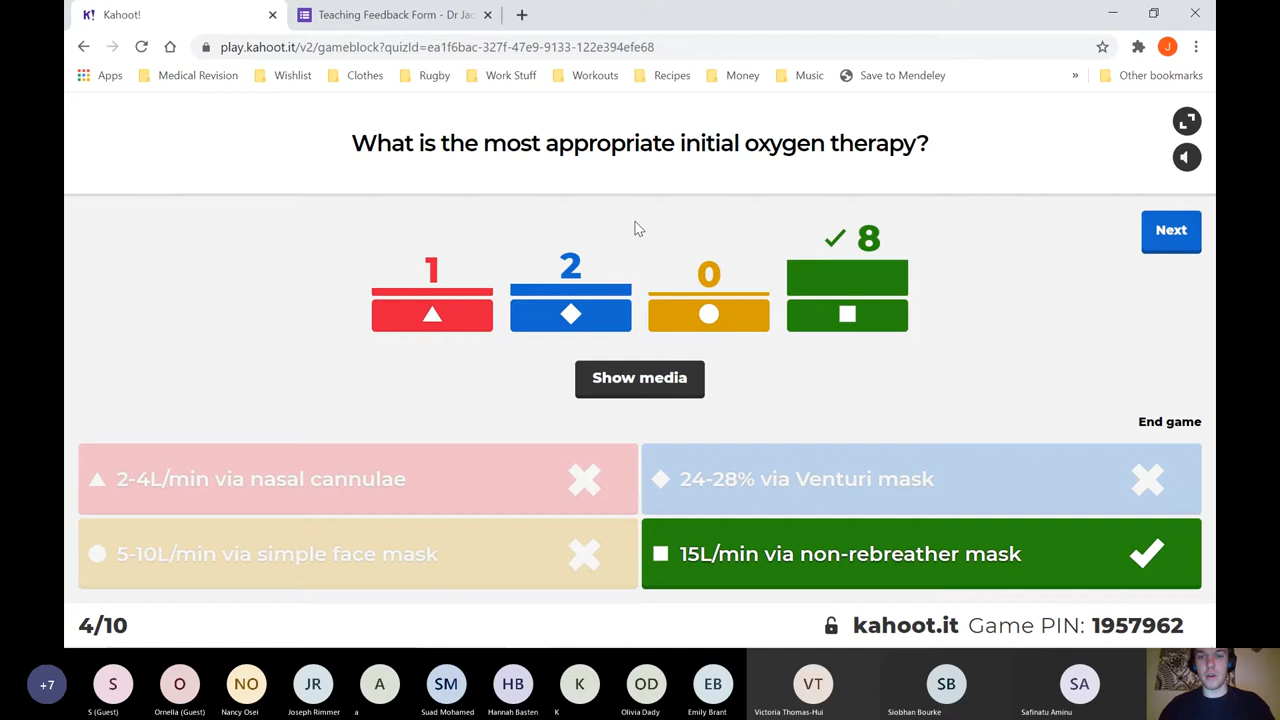 K! Kahoot!
Teaching Feedback Form - Dr Jac
play.kahoot.it/v2/gameblock?quizId=ea1f6bac-327f-47e9-9133-122e394efe68
J
Apps
Medical Revision
Wishlist
Clothes
Rugby
Work Stuff
Workouts
Recipes
Money
Music
Save to Mendeley
»
Other bookmarks
What is the most appropriate initial oxygen therapy?
Next
1
2
0
8
Show media
End game
2-4L/min via nasal cannulae
24-28% via Venturi mask
5-10L/min via simple face mask
15L/min via non-rebreather mask
4/10
kahoot.it Game PIN: 1957962
+7
S
O
NO
JR
A
SM
HB
K
OD
EB
VT
SB
SA
S (Guest)
Ornella (Guest)
Nancy Osei
Joseph Rimmer
a
Suad Mohamed
Hannah Basten
K
Olivia Dady
Emily Brant
Victoria Thomas-Hui
Siobhan Bourke
Safinatu Aminu